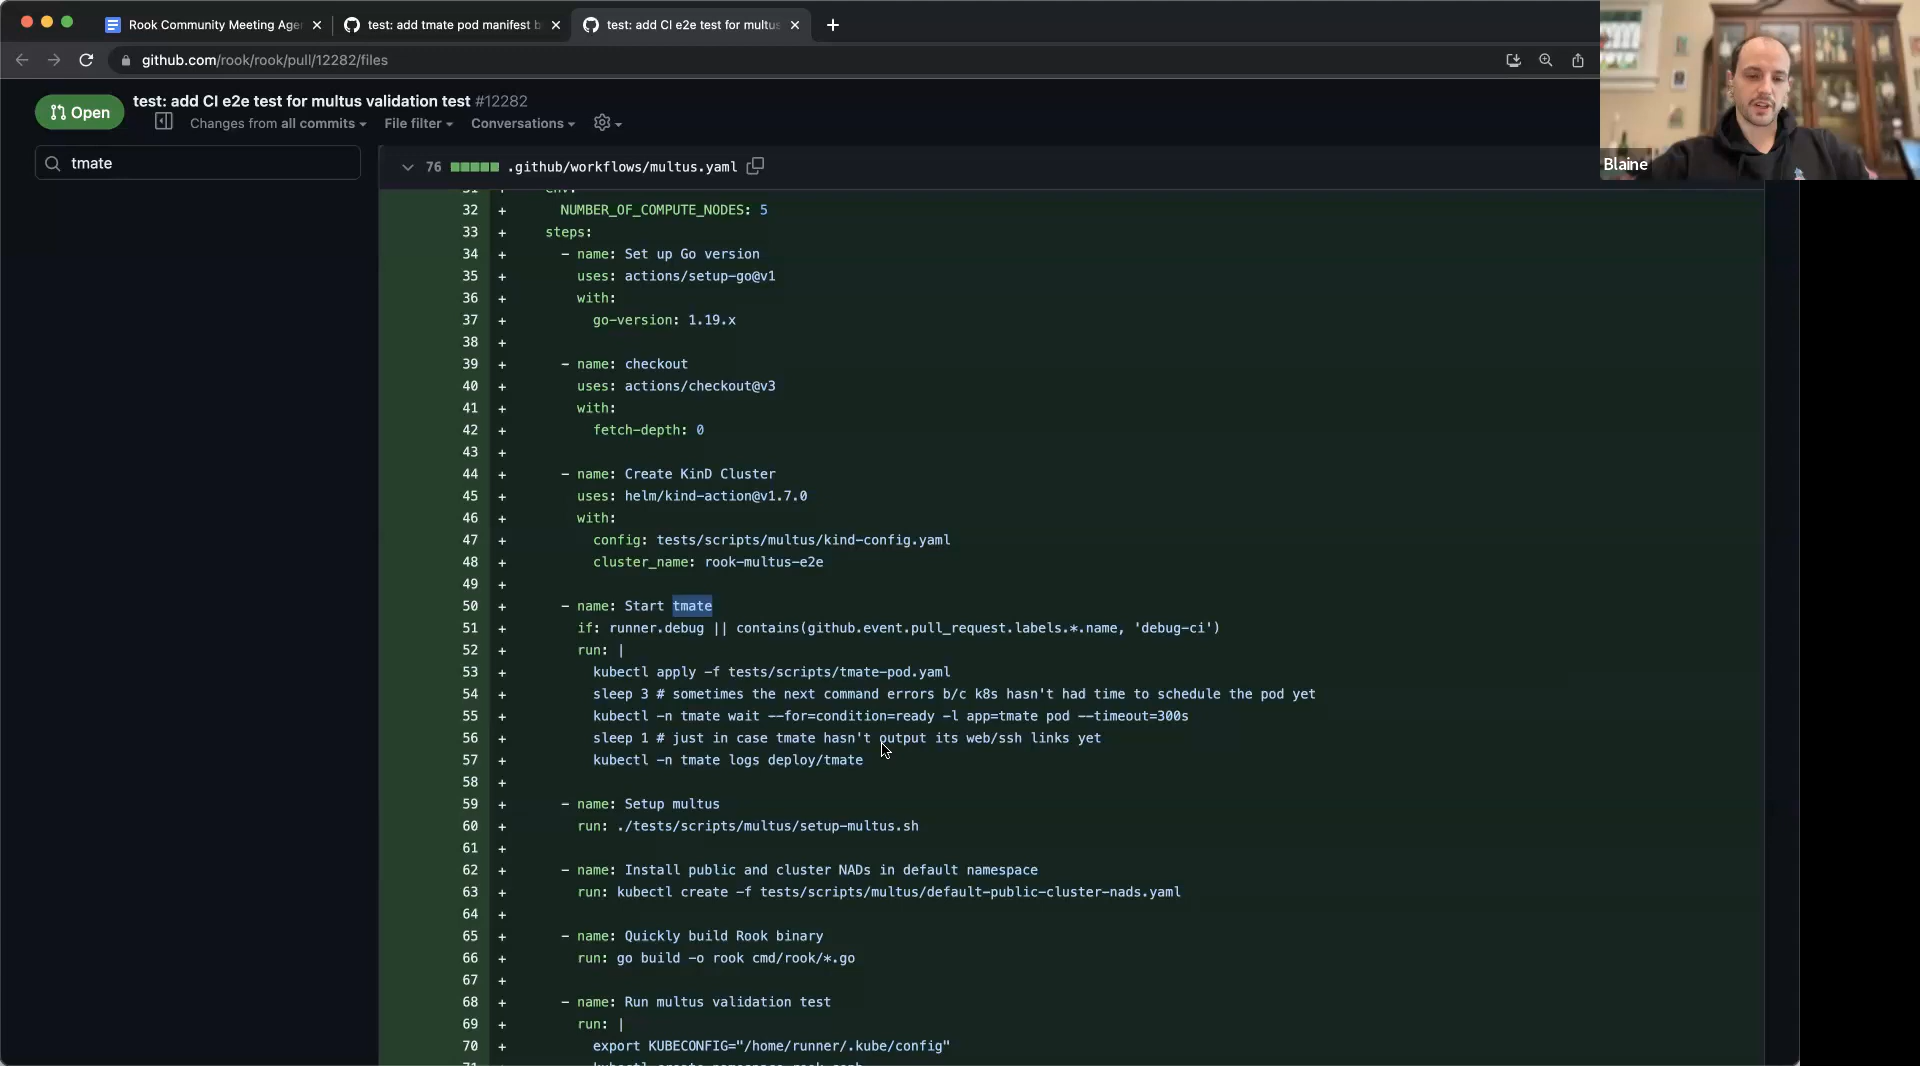 Rook Community Meeting Age
test: add tmate pod manifest b
test: add CI e2e test for multus
github.com/rook/rook/pull/12282/files
Open
test: add CI e2e test for multus validation test #12282
Changes from all commits
File filter
Conversations
tmate
76
.github/workflows/multus.yaml
Blaine
31 + env:
32 + NUMBER_OF_COMPUTE_NODES: 5
33 + steps:
34 + - name: Set up Go version
35 + uses: actions/setup-go@v1
36 + with:
37 + go-version: 1.19.x
38 +
39 + - name: checkout
40 + uses: actions/checkout@v3
41 + with:
42 + fetch-depth: 0
43 +
44 + - name: Create KinD Cluster
45 + uses: helm/kind-action@v1.7.0
46 + with:
47 + config: tests/scripts/multus/kind-config.yaml
48 + cluster_name: rook-multus-e2e
49 +
50 + - name: Start tmate
51 + if: runner.debug || contains(github.event.pull_request.labels.*.name, 'debug-ci')
52 + run: |
53 + kubectl apply -f tests/scripts/tmate-pod.yaml
54 + sleep 3 # sometimes the next command errors b/c k8s hasn't had time to schedule the pod yet
55 + kubectl -n tmate wait --for=condition=ready -l app=tmate pod --timeout=300s
56 + sleep 1 # just in case tmate hasn't output its web/ssh links yet
57 + kubectl -n tmate logs deploy/tmate
58 +
59 + - name: Setup multus
60 + run: ./tests/scripts/multus/setup-multus.sh
61 +
62 + - name: Install public and cluster NADs in default namespace
63 + run: kubectl create -f tests/scripts/multus/default-public-cluster-nads.yaml
64 +
65 + - name: Quickly build Rook binary
66 + run: go build -o rook cmd/rook/*.go
67 +
68 + - name: Run multus validation test
69 + run: |
70 + export KUBECONFIG="/home/runner/.kube/config"